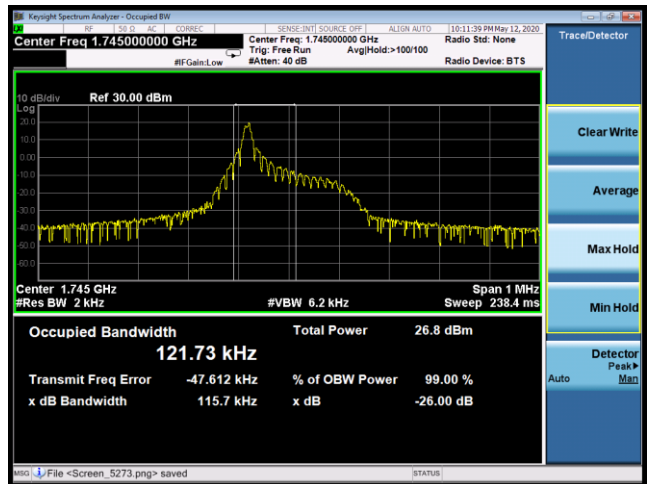 Keysight Spectrum Analyzer - Occupied BW
RF 50 Ω AC CORREC SENSE:INT SOURCE OFF ALIGN AUTO 10:11:39 PM May 12, 2020
Center Freq 1.745000000 GHz
Center Freq: 1.745000000 GHz
Radio Std: None
Trig: Free Run Avg|Hold:>100/100
#IFGain:Low #Atten: 40 dB Radio Device: BTS
Trace/Detector
10 dB/div Ref 30.00 dBm
Log
20.0
10.0
0.00
-10.0
-20.0
-30.0
-40.0
-50.0
-60.0
Center 1.745 GHz Span 1 MHz
#Res BW 2 kHz #VBW 6.2 kHz Sweep 238.4 ms
Occupied Bandwidth Total Power 26.8 dBm
121.73 kHz
Transmit Freq Error -47.612 kHz % of OBW Power 99.00 %
x dB Bandwidth 115.7 kHz x dB -26.00 dB
Clear Write
Average
Max Hold
Min Hold
Detector
Peak▶
Auto Man
MSG File <Screen_5273.png> saved STATUS